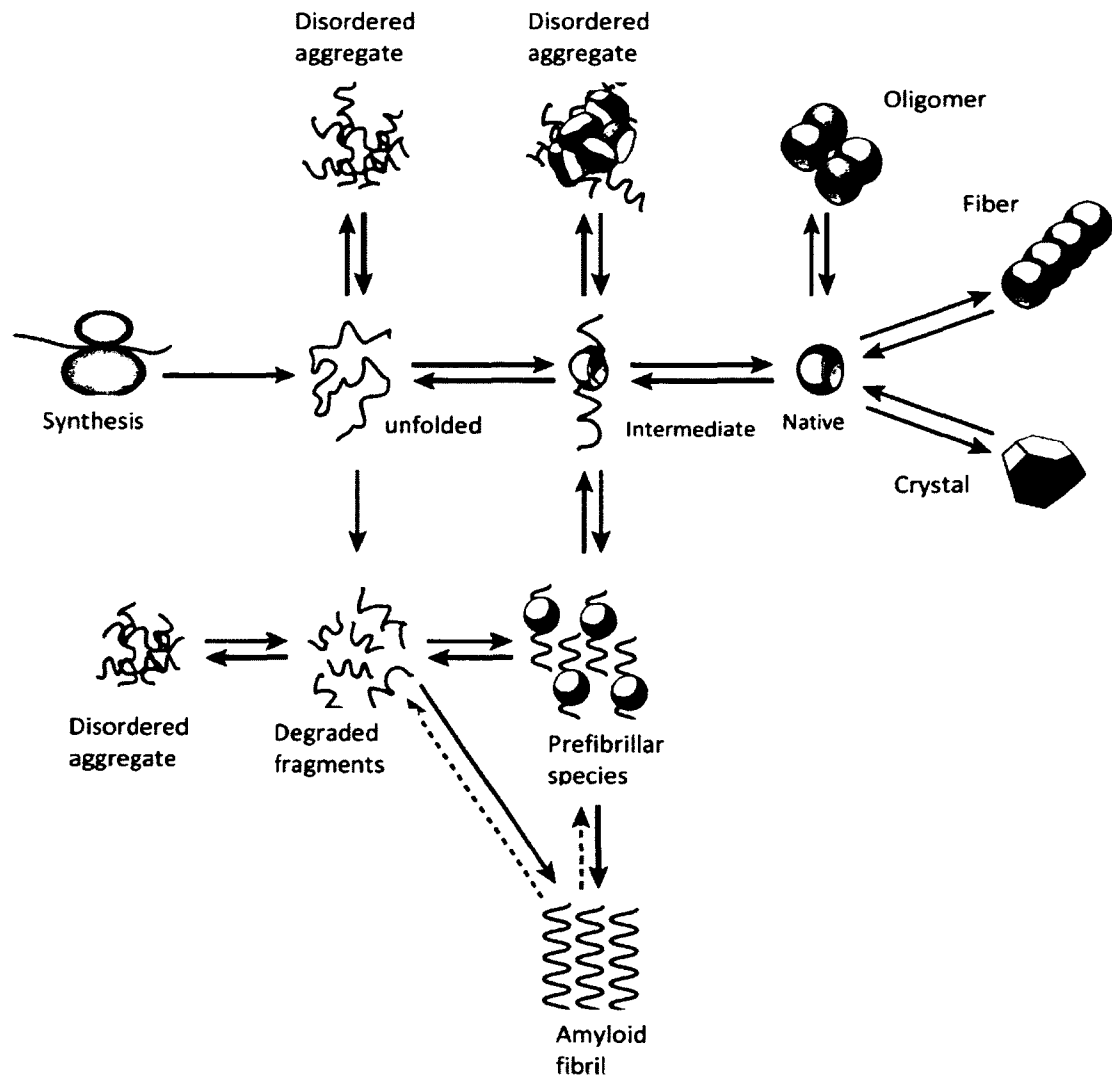 Disordered
aggregate
Disordered
aggregate
Oligomer
Fiber
Synthesis
unfolded
Intermediate
Native
Crystal
Disordered
aggregate
Degraded
fragments
Prefibrillar
species
Amyloid
fibril